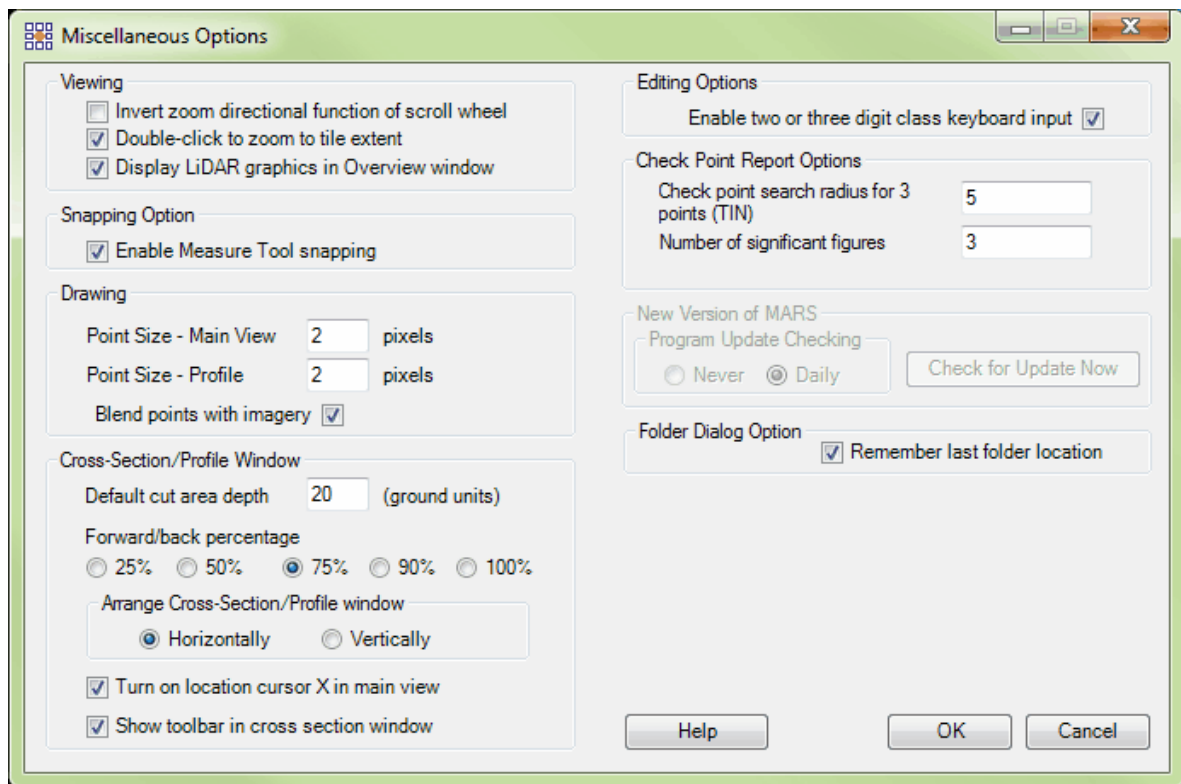 Miscellaneous Options
Viewing
Invert zoom directional function of scroll wheel
Double-click to zoom to tile extent
Display LiDAR graphics in Overview window
Snapping Option
Enable Measure Tool snapping
Drawing
Point Size - Main View 2 pixels
Point Size - Profile 2 pixels
Blend points with imagery
Cross-Section/Profile Window
Default cut area depth 20 (ground units)
Forward/back percentage
25% 50% 75% 90% 100%
Arrange Cross-Section/Profile window
Horizontally Vertically
Turn on location cursor X in main view
Show toolbar in cross section window
Editing Options
Enable two or three digit class keyboard input
Check Point Report Options
Check point search radius for 3
points (TIN) 5
Number of significant figures 3
New Version of MARS
Program Update Checking
Never Daily Check for Update Now
Folder Dialog Option
Remember last folder location
Help OK Cancel